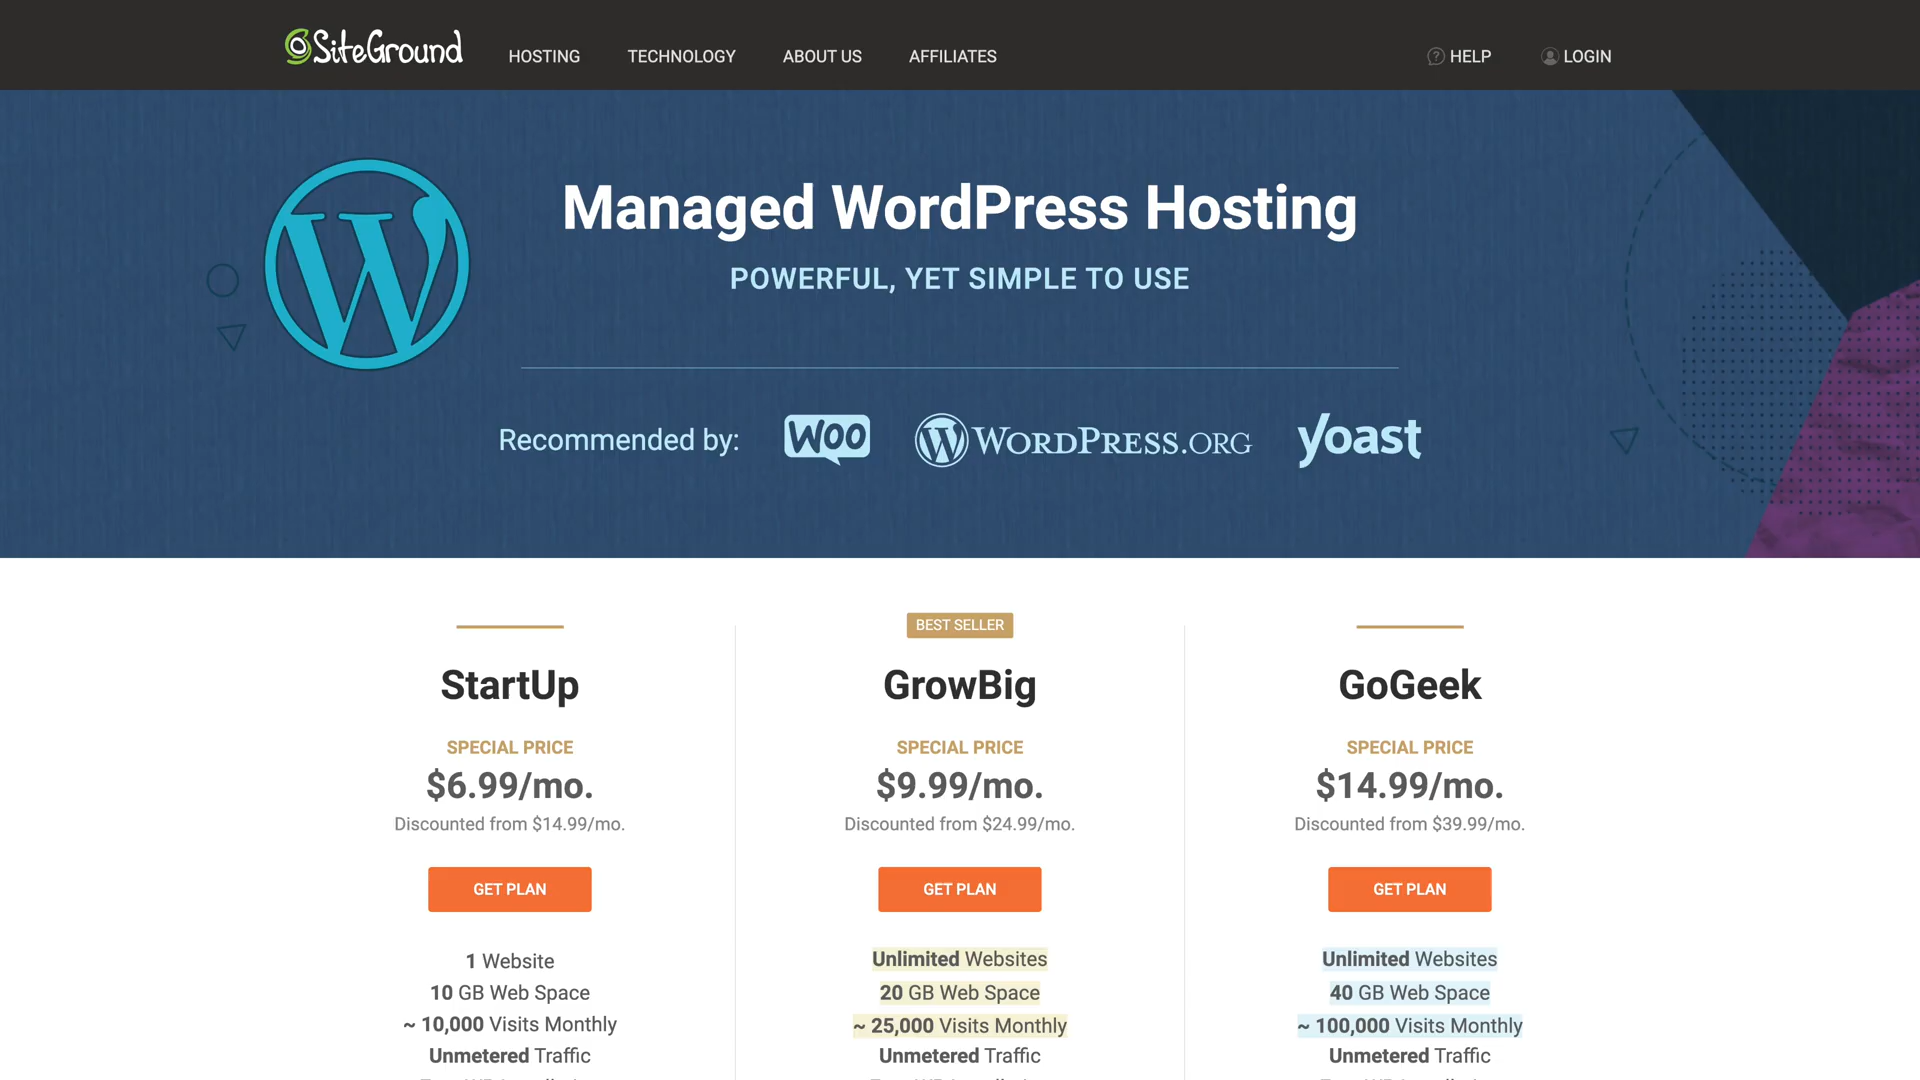 SiteGround HOSTING TECHNOLOGY ABOUT US AFFILIATES HELP LOGIN
Managed WordPress Hosting
POWERFUL, YET SIMPLE TO USE
Recommended by: WOO WORDPRESS.ORG yoast
BEST SELLER
StartUp
SPECIAL PRICE
$6.99/mo.
Discounted from $14.99/mo.
GET PLAN
1 Website
10 GB Web Space
~ 10,000 Visits Monthly
Unmetered Traffic
GrowBig
SPECIAL PRICE
$9.99/mo.
Discounted from $24.99/mo.
GET PLAN
Unlimited Websites
20 GB Web Space
~ 25,000 Visits Monthly
Unmetered Traffic
GoGeek
SPECIAL PRICE
$14.99/mo.
Discounted from $39.99/mo.
GET PLAN
Unlimited Websites
40 GB Web Space
~ 100,000 Visits Monthly
Unmetered Traffic